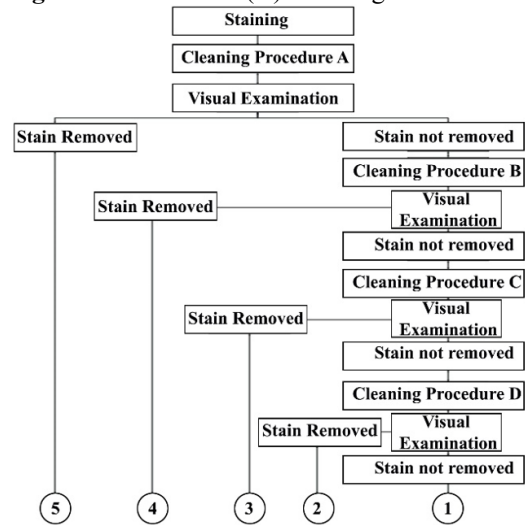 Staining
Cleaning Procedure A
Visual Examination
Stain Removed
Stain not removed
Cleaning Procedure B
Stain Removed
Visual
Examination
Stain not removed
Cleaning Procedure C
Stain Removed
Visual
Examination
Stain not removed
Cleaning Procedure D
Stain Removed
Visual
Examination
Stain not removed
5 4 3 2 1